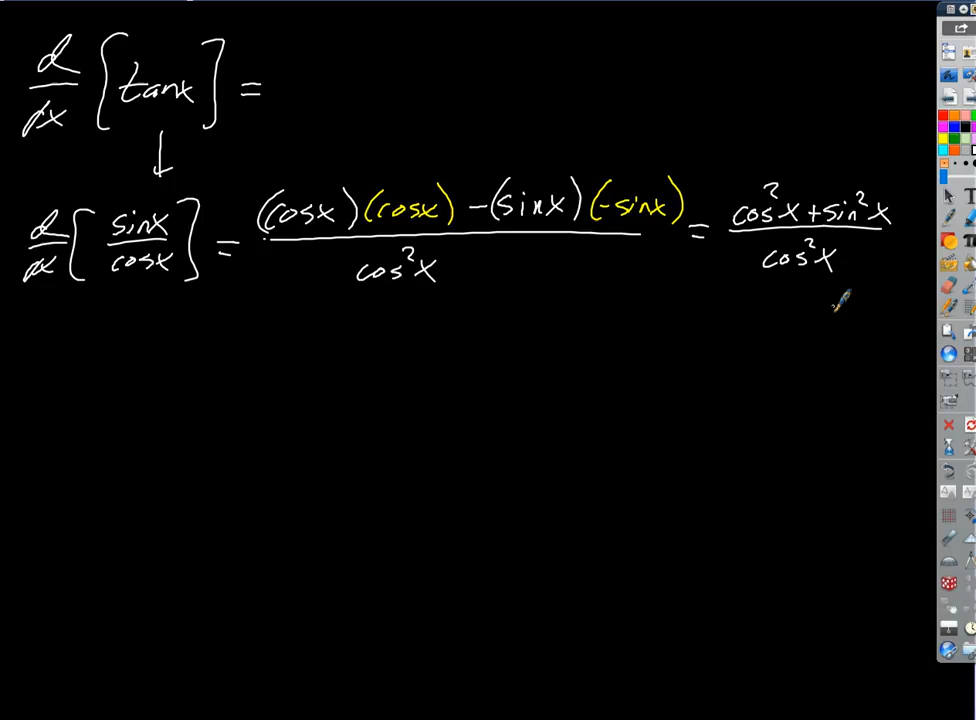 d/dx [tanx] =
↓
d/dx [sinx/cosx] = ((cosx)(cosx) - (sinx)(-sinx))/cos²x = (cos²x + sin²x)/cos²x